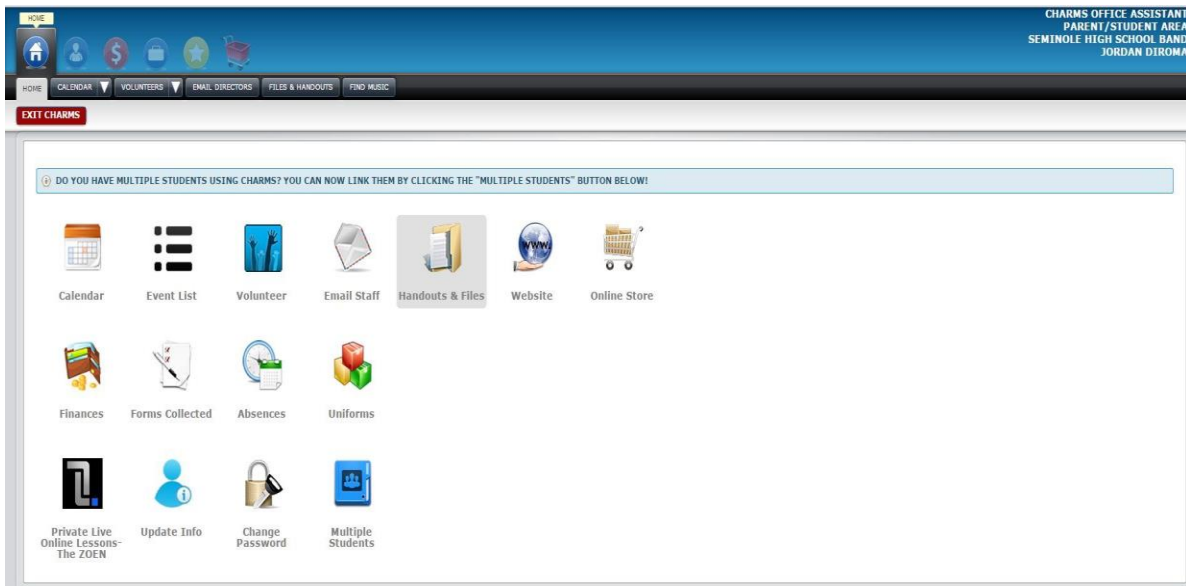 HOME
CHARMS OFFICE ASSISTANT
PARENT/STUDENT AREA
SEMINOLE HIGH SCHOOL BAND
JORDAN DIROMA
HOME CALENDAR VOLUNTEERS EMAIL DIRECTORS FILES & HANDOUTS FIND MUSIC
EXIT CHARMS
DO YOU HAVE MULTIPLE STUDENTS USING CHARMS? YOU CAN NOW LINK THEM BY CLICKING THE "MULTIPLE STUDENTS" BUTTON BELOW!
WWW.
Calendar Event List Volunteer Email Staff Handouts & Files Website Online Store
Finances Forms Collected Absences Uniforms
Private Live Online Lessons- The ZOEN
Update Info
Change Password
Multiple Students